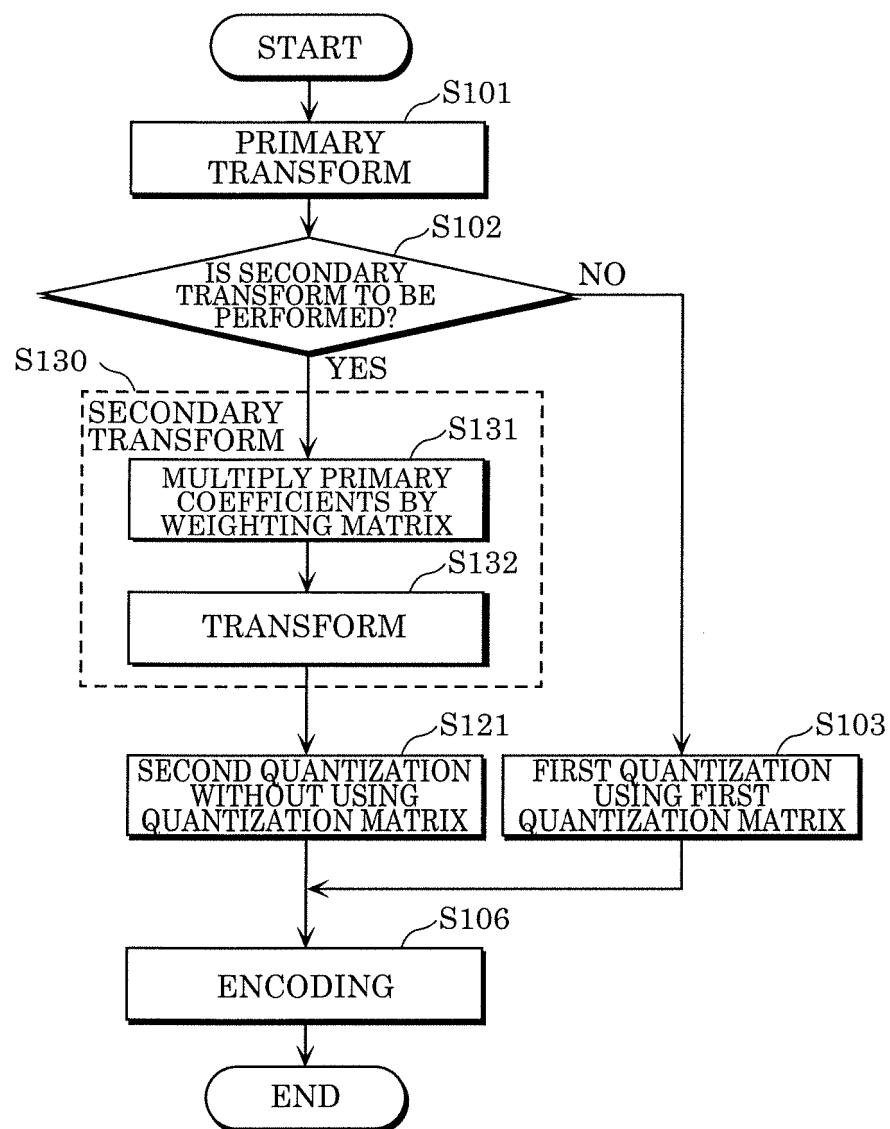 START
S101
PRIMARY
TRANSFORM
S102
IS SECONDARY
TRANSFORM TO BE
PERFORMED?
NO
YES
S130
SECONDARY
TRANSFORM
S131
MULTIPLY PRIMARY
COEFFICIENTS BY
WEIGHTING MATRIX
S132
TRANSFORM
S121
SECOND QUANTIZATION
WITHOUT USING
QUANTIZATION MATRIX
S103
FIRST QUANTIZATION
USING FIRST
QUANTIZATION MATRIX
S106
ENCODING
END